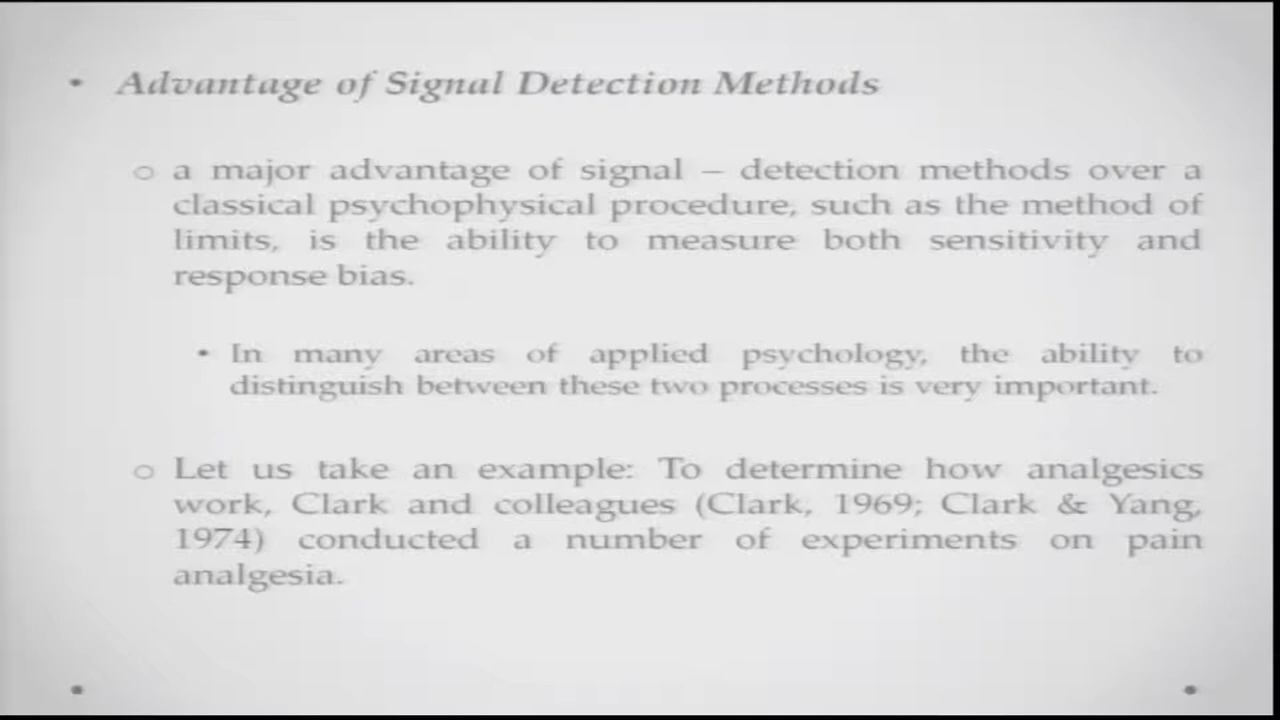 • Advantage of Signal Detection Methods
o a major advantage of signal – detection methods over a
classical psychophysical procedure, such as the method of
limits, is the ability to measure both sensitivity and
response bias.
• In many areas of applied psychology, the ability to
distinguish between these two processes is very important.
o Let us take an example: To determine how analgesics
work, Clark and colleagues (Clark, 1969; Clark & Yang,
1974) conducted a number of experiments on pain
analgesia.